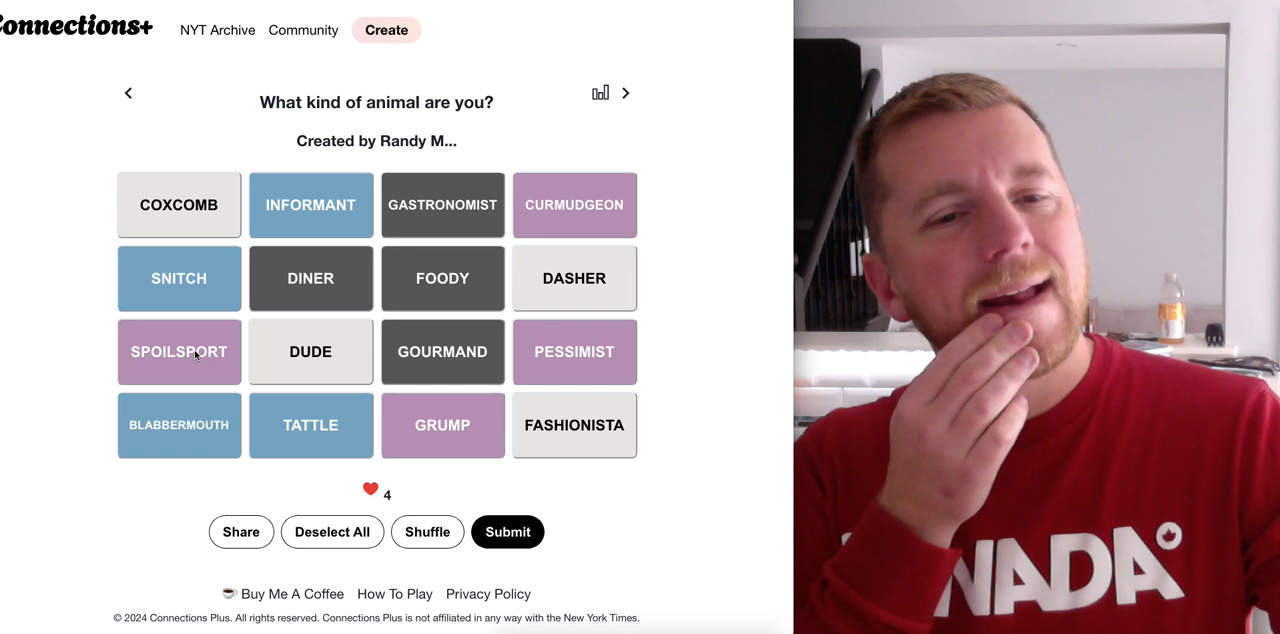 Connections+
NYT Archive
Community
Create
What kind of animal are you?
Created by Randy M...
COXCOMB
INFORMANT
GASTRONOMIST
CURMUDGEON
SNITCH
DINER
FOODY
DASHER
SPOILSPORT
DUDE
GOURMAND
PESSIMIST
BLABBERMOUTH
TATTLE
GRUMP
FASHIONISTA
4
Share
Deselect All
Shuffle
Submit
Buy Me A Coffee
How To Play
Privacy Policy
© 2024 Connections Plus. All rights reserved. Connections Plus is not affiliated in any way with the New York Times.
NADA